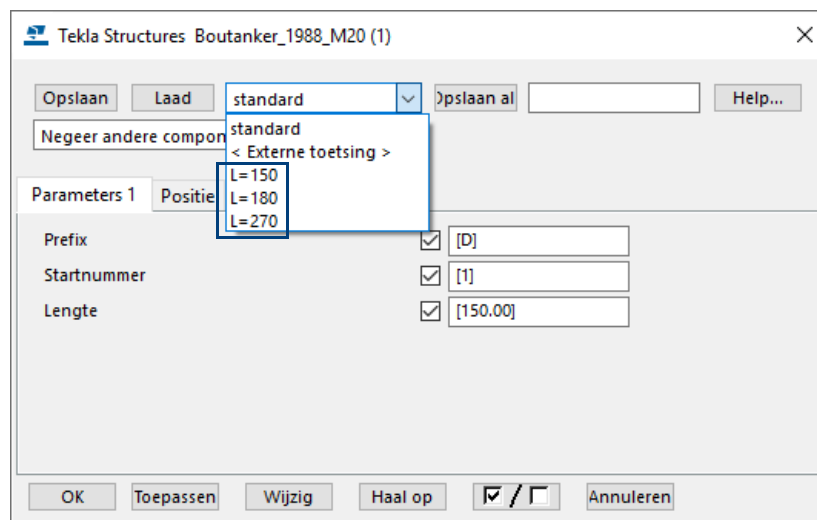 Tekla Structures Boutanker_1988_M20 (1)
Opslaan Laad standard Opslaan al Help...
Negeer andere compon
standard
< Externe toetsing >
L=150
L=180
L=270
Parameters 1 Positie
Prefix [D]
Startnummer [1]
Lengte [150.00]
OK Toepassen Wijzig Haal op / Annuleren